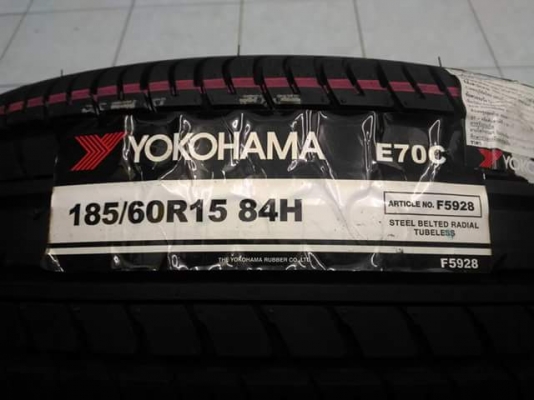 YOKOHAMA E70C
185/60R15 84H
ARTICLE NO. F5928
STEEL BELTED RADIAL
TUBELESS
THE YOKOHAMA RUBBER CO., LTD.
F5928